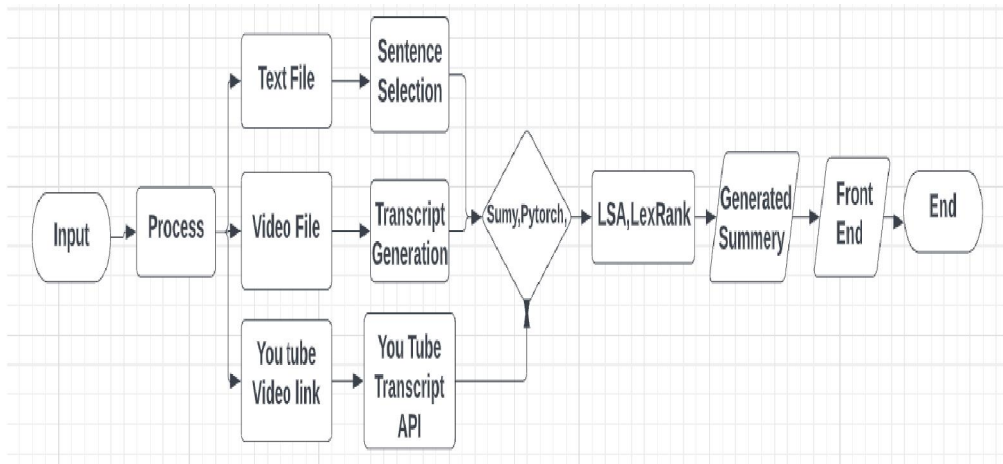 Input
Process
Text File
Video File
You tube
Video link
Sentence
Selection
Transcript
Generation
You Tube
Transcript
API
Sumy,Pytorch,
LSA,LexRank
Generated
Summery
Front
End
End